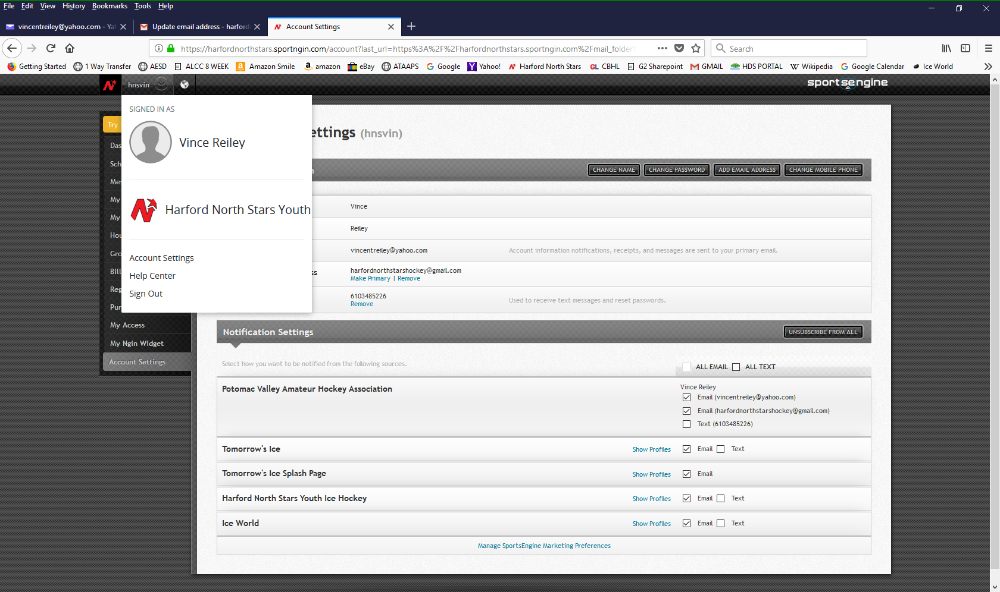 File Edit View History Bookmarks Tools Help
vincentreiley@yahoo.com - Ya
Update email address - harford
Account Settings
https://harfordnorthstars.sportngin.com/account?last_url=https%3A%2F%2Fharfordnorthstars.sportngin.com%2Fmail_folder
Search
Getting Started 1 Way Transfer AESD ALCC 8 WEEK Amazon Smile amazon eBay ATAAPS Google Yahoo! Harford North Stars GL CBHL G2 Sharepoint GMAIL HDS PORTAL Wikipedia Google Calendar Ice World
hnsvin
sportsengine
SIGNED IN AS
Vince Reiley
Harford North Stars Youth
Account Settings
Help Center
Sign Out
Try
Das
Sch
Mes
My
My
Hou
Gro
Bill
Reg
Pur
My Access
My Ngin Widget
Account Settings
ettings (hnsvin)
n
CHANGE NAME CHANGE PASSWORD ADD EMAIL ADDRESS CHANGE MOBILE PHONE
Vince
Reiley
vincentreiley@yahoo.com Account information notifications, receipts, and messages are sent to your primary email.
ss harfordnorthstarshockey@gmail.com
Make Primary | Remove
6103485226
Remove
Used to receive text messages and reset passwords.
Notification Settings
UNSUBSCRIBE FROM ALL
Select how you want to be notified from the following sources.
ALL EMAIL ALL TEXT
Potomac Valley Amateur Hockey Association
Vince Reiley
Email (vincentreiley@yahoo.com)
Email (harfordnorthstarshockey@gmail.com)
Text (6103485226)
Tomorrow's Ice Show Profiles Email Text
Tomorrow's Ice Splash Page Show Profiles Email
Harford North Stars Youth Ice Hockey Show Profiles Email Text
Ice World Show Profiles Email Text
Manage SportsEngine Marketing Preferences